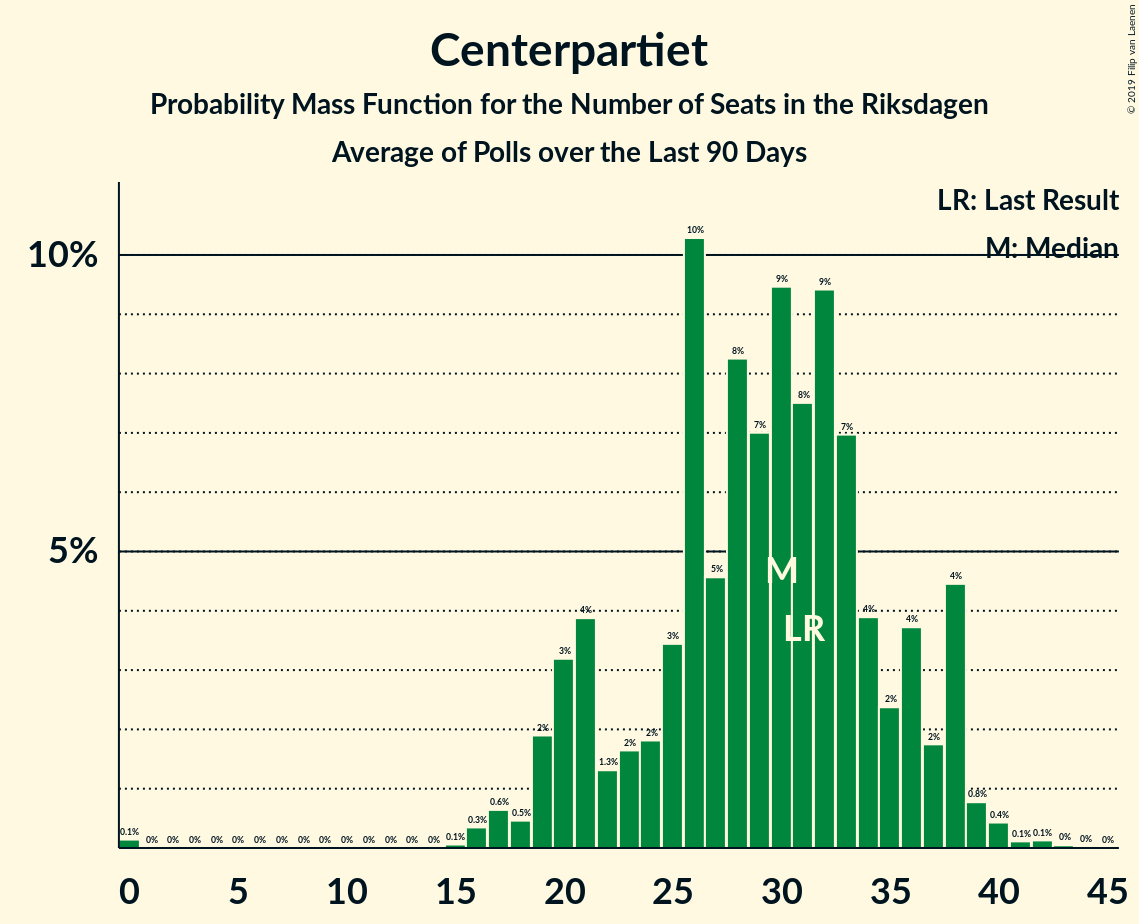 © 2019 Filip van Laenen
Centerpartiet
Probability Mass Function for the Number of Seats in the Riksdagen
Average of Polls over the Last 90 Days
LR: Last Result
M: Median
10%
5%
0.1% 0% 0% 0% 0% 0% 0% 0% 0% 0% 0% 0% 0% 0% 0% 0.1% 0.3% 0.6% 0.5% 2% 3% 4% 1.3% 2% 2% 3% 10% 5% 8% 7% 9% 8% 9% 7% 4% 2% 4% 2% 4% 0.8% 0.4% 0.1% 0.1% 0% 0% 0%
M
LR
0 5 10 15 20 25 30 35 40 45